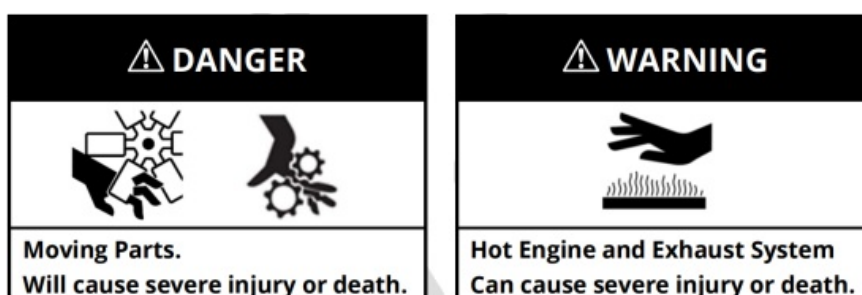 ⚠ DANGER
Moving Parts.
Will cause severe injury or death.
⚠ WARNING
Hot Engine and Exhaust System
Can cause severe injury or death.